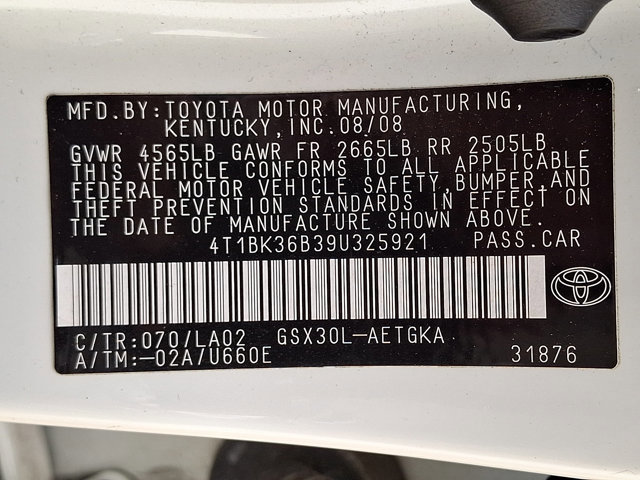 MFD.BY:TOYOTA MOTOR MANUFACTURING,
KENTUCKY,INC.08/08
GVWR 4565LB GAWR FR 2665LB RR 2505LB
THIS VEHICLE CONFORMS TO ALL APPLICABLE
FEDERAL MOTOR VEHICLE SAFETY,BUMPER,AND
THEFT PREVENTION STANDARDS IN EFFECT ON
THE DATE OF MANUFACTURE SHOWN ABOVE.
4T1BK36B39U325921 PASS.CAR
C/TR:070/LA02 GSX30L-AETGKA
A/TM:-02A/U660E 31876